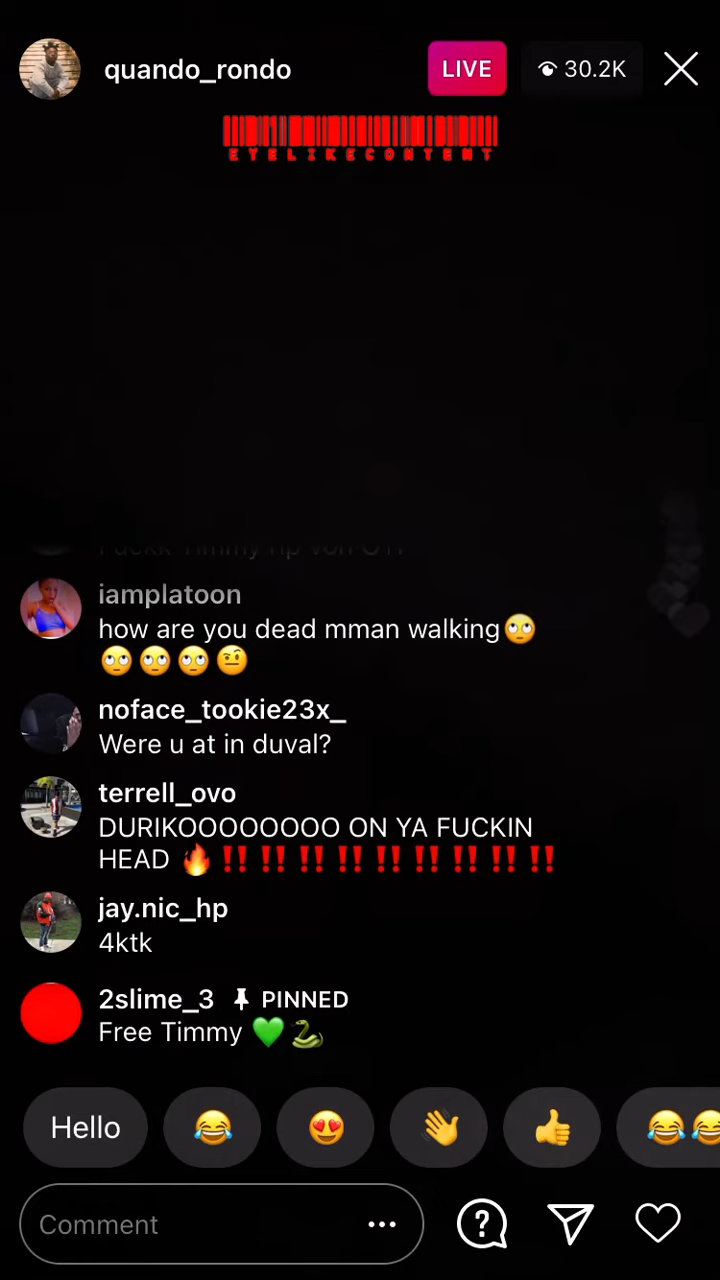 quando_rondo LIVE 30.2K
EYELIKECONTENT
iamplatoon
how are you dead mman walking🙄
🙄🙄🙄🤨
noface_tookie23x_
Were u at in duval?
terrell_ovo
DURIKOOOOOOOO ON YA FUCKIN
HEAD 🔥‼️‼️‼️‼️‼️‼️‼️‼️‼️
jay.nic_hp
4ktk
2slime_3 PINNED
Free Timmy 💚🐍
Hello 😂 😍 👋 👍 😂😂
Comment